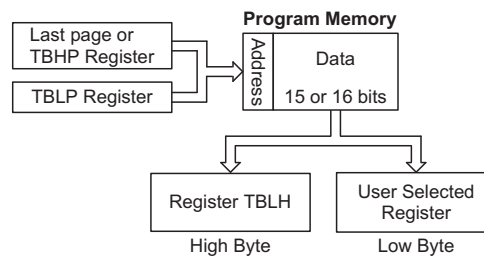 Program Memory
Last page or
TBHP Register
TBLP Register
Address
Data
15 or 16 bits
Register TBLH
User Selected
Register
High Byte
Low Byte